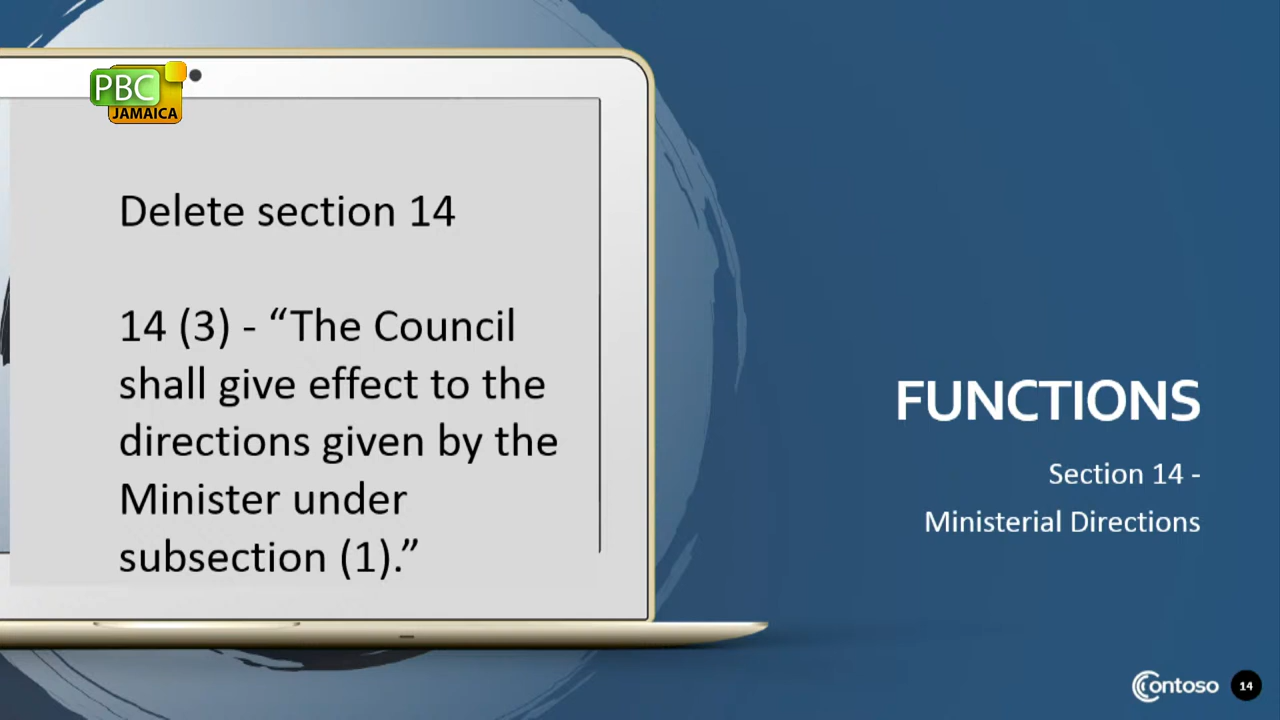 PBC
JAMAICA
Delete section 14
14 (3) - “The Council
shall give effect to the
directions given by the
Minister under
subsection (1).”
FUNCTIONS
Section 14 -
Ministerial Directions
Contoso
14